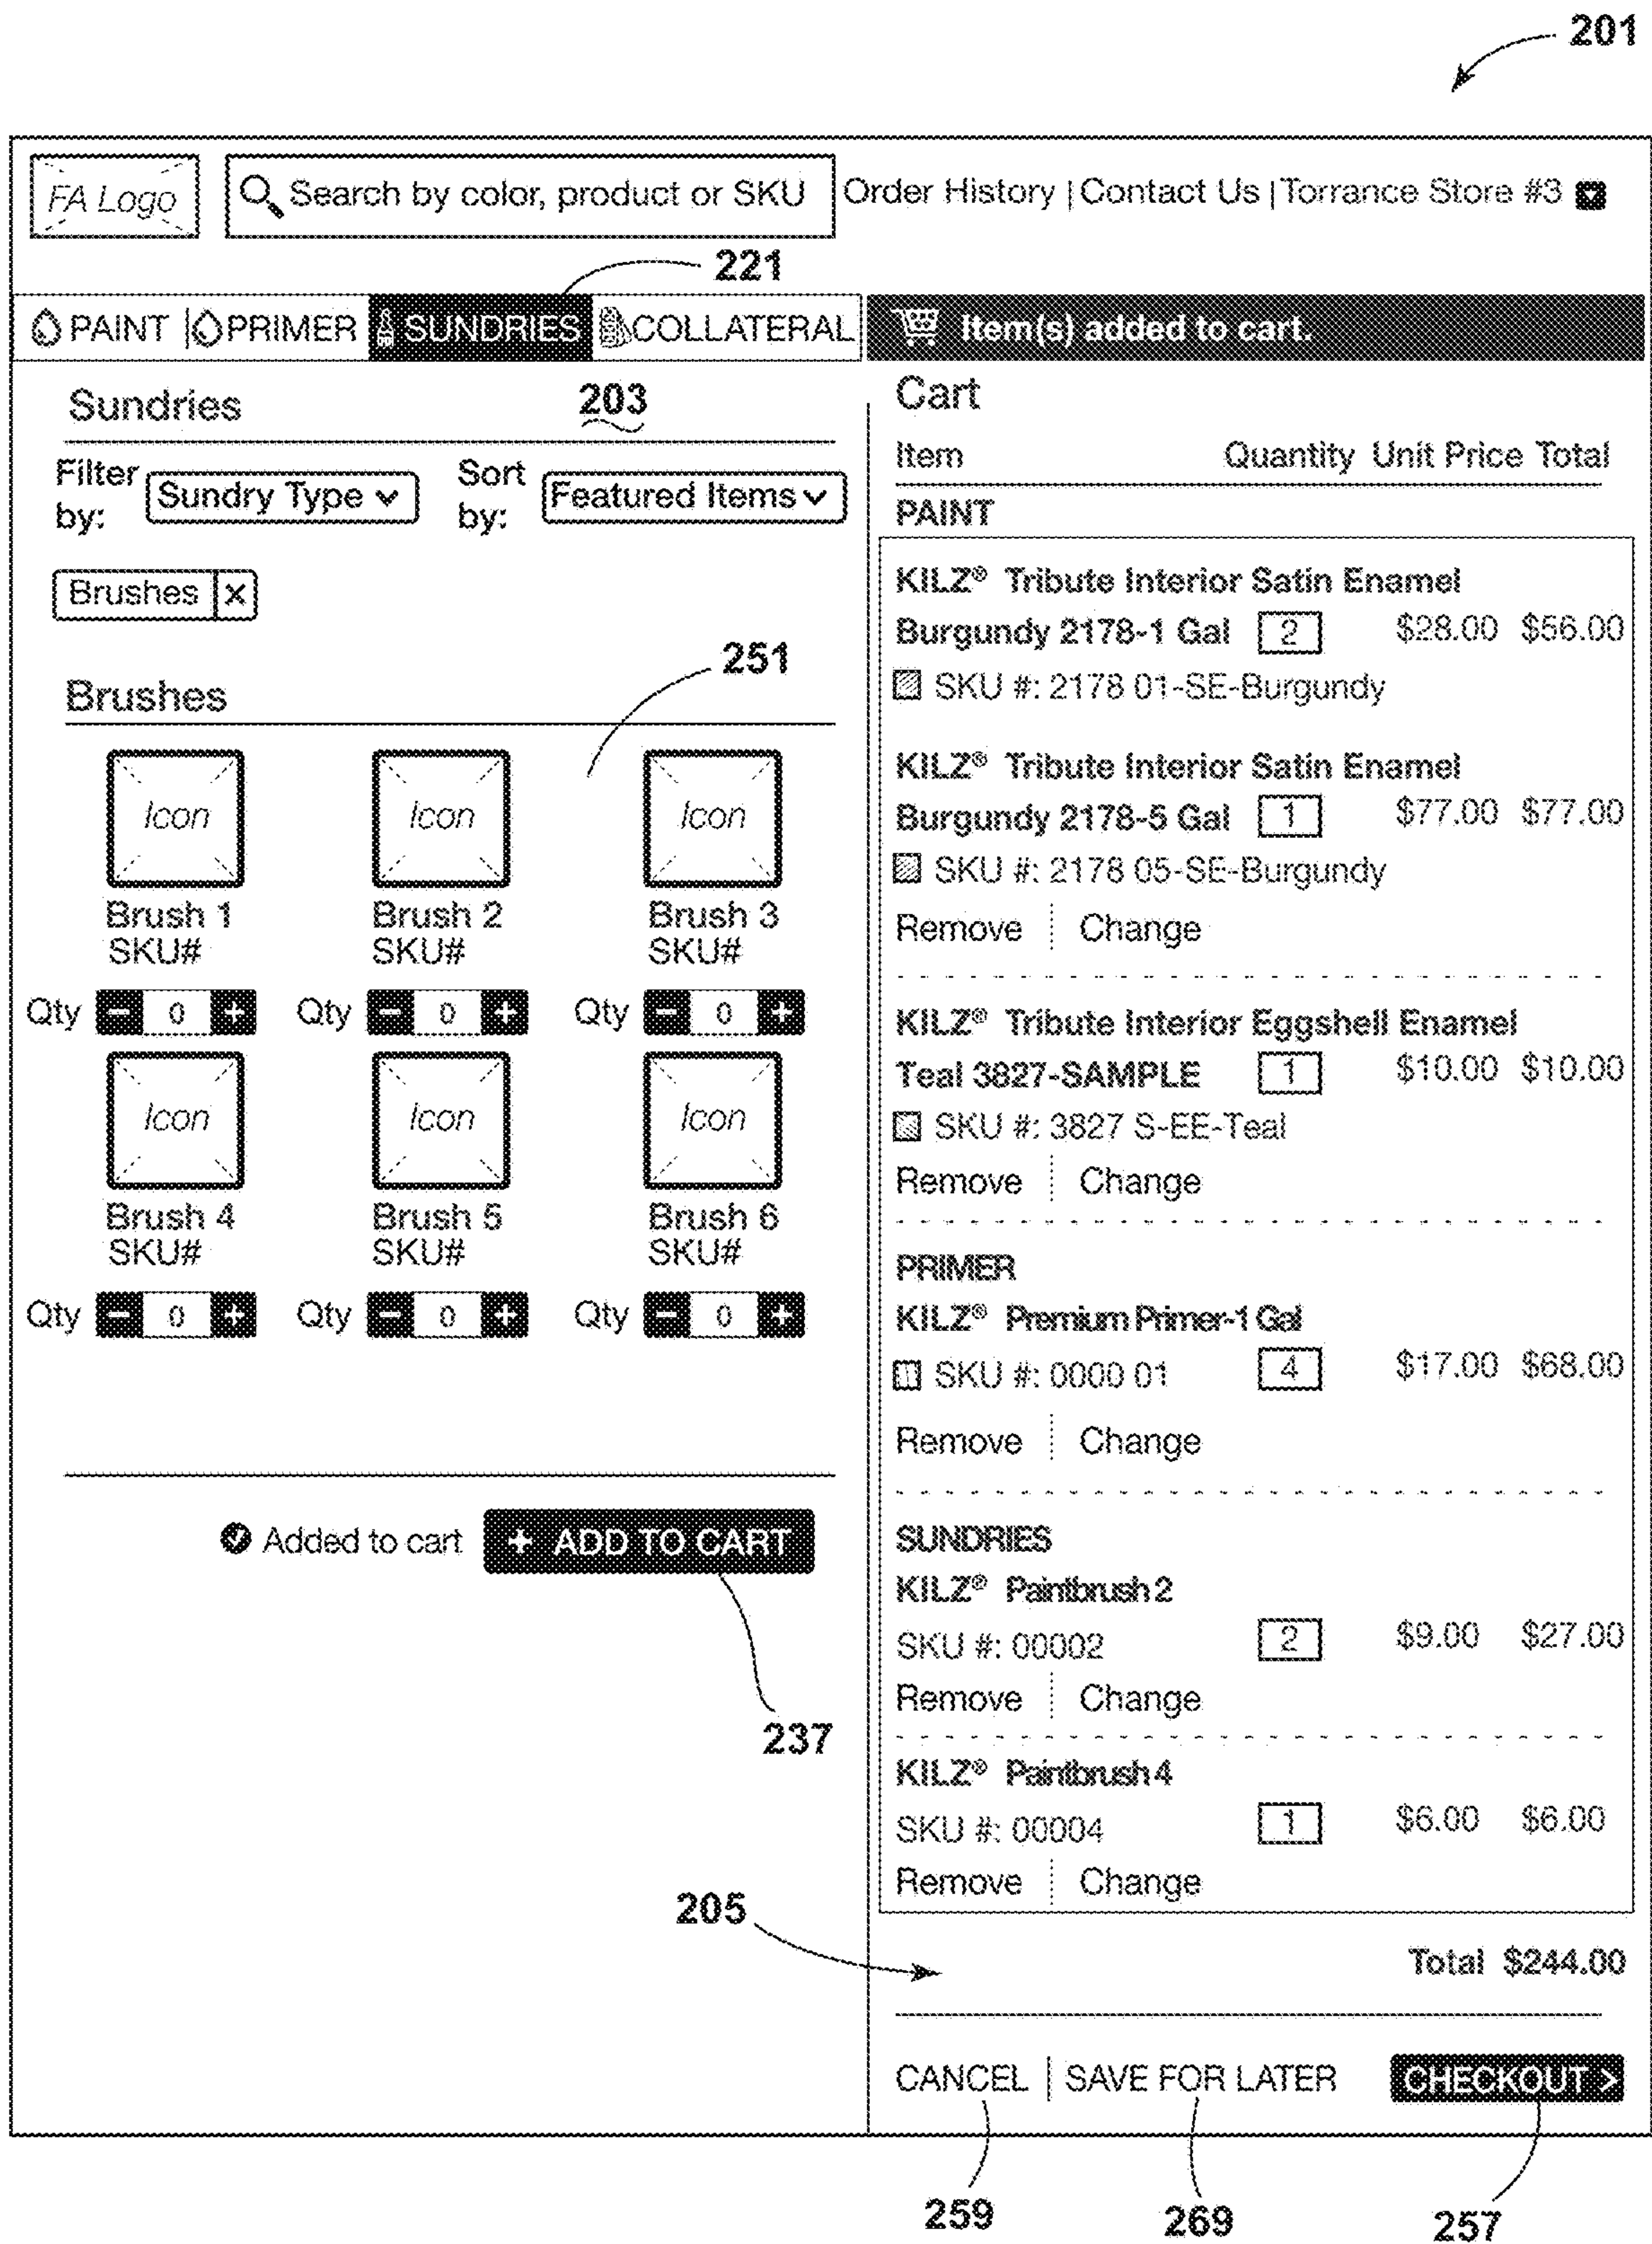 201
FA Logo
Search by color, product or SKU
Order History | Contact Us | Torrance Store #3
221
PAINT | PRIMER SUNDRIES COLLATERAL
Item(s) added to cart.
Sundries
203
Filter by: Sundry Type
Sort by: Featured Items
Brushes x
251
Brushes
Icon Icon Icon
Brush 1 Brush 2 Brush 3
SKU# SKU# SKU#
Qty - 0 + Qty - 0 + Qty - 0 +
Icon Icon Icon
Brush 4 Brush 5 Brush 6
SKU# SKU# SKU#
Qty - 0 + Qty - 0 + Qty - 0 +
Added to cart + ADD TO CART
237
Cart
Item Quantity Unit Price Total
PAINT
KILZ® Tribute Interior Satin Enamel
Burgundy 2178-1 Gal 2 $28.00 $56.00
SKU #: 2178 01-SE-Burgundy
KILZ® Tribute Interior Satin Enamel
Burgundy 2178-5 Gal 1 $77.00 $77.00
SKU #: 2178 05-SE-Burgundy
Remove Change
KILZ® Tribute Interior Eggshell Enamel
Teal 3827-SAMPLE 1 $10.00 $10.00
SKU #: 3827 S-EE-Teal
Remove Change
PRIMER
KILZ® Premium Primer-1 Gal
SKU #: 0000 01 4 $17.00 $68.00
Remove Change
SUNDRIES
KILZ® Paintbrush 2
SKU #: 00002 2 $9.00 $27.00
Remove Change
KILZ® Paintbrush 4
SKU #: 00004 1 $6.00 $6.00
Remove Change
205
Total $244.00
CANCEL | SAVE FOR LATER CHECKOUT >
259 269 257